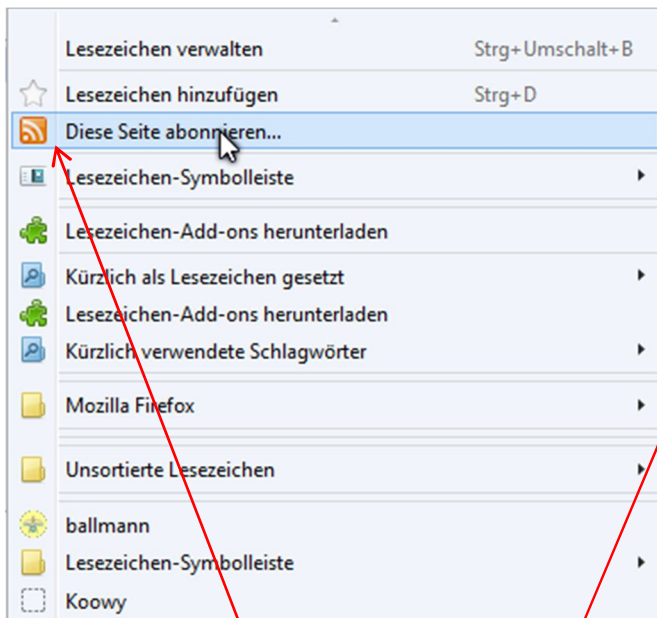 Lesezeichen verwalten Strg+Umschalt+B
Lesezeichen hinzufügen Strg+D
Diese Seite abonnieren...
Lesezeichen-Symbolleiste
Lesezeichen-Add-ons herunterladen
Kürzlich als Lesezeichen gesetzt
Lesezeichen-Add-ons herunterladen
Kürzlich verwendete Schlagwörter
Mozilla Firefox
Unsortierte Lesezeichen
ballmann
Lesezeichen-Symbolleiste
Koowy